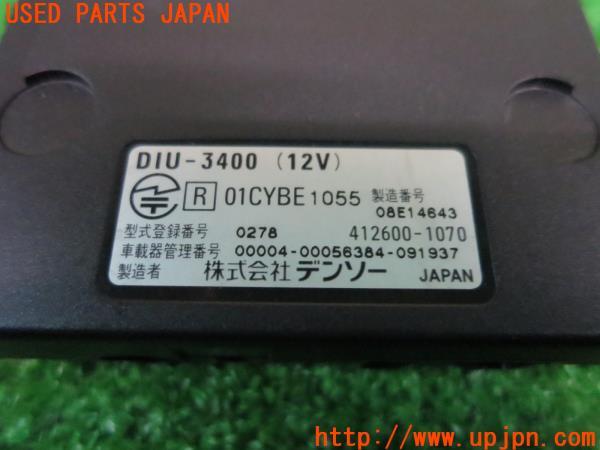 USED PARTS JAPAN
DIU-3400 (12V)
R 01CYBE1055 製造番号
08E14643
型式登録番号 0278 412600-1070
車載器管理番号 00004-00056384-091937
製造者 株式会社 デンソー JAPAN
http://www.upjpn.com